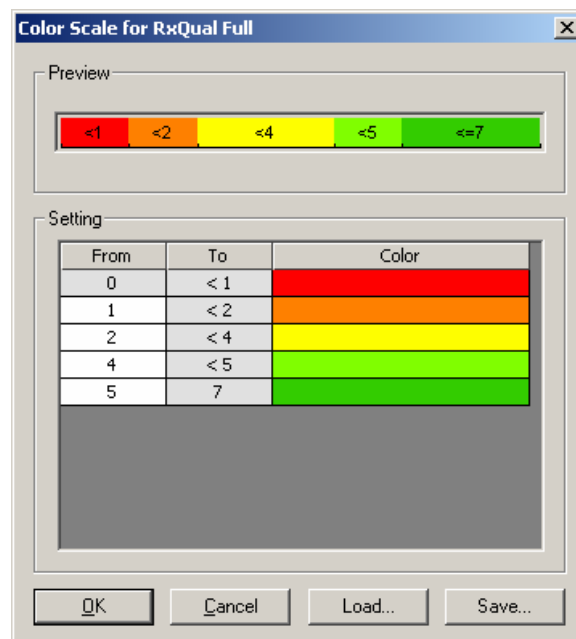 Color Scale for RxQual Full
Preview
<1 <2 <4 <5 <=7
Setting
From To Color
0 < 1
1 < 2
2 < 4
4 < 5
5 7
OK Cancel Load... Save...